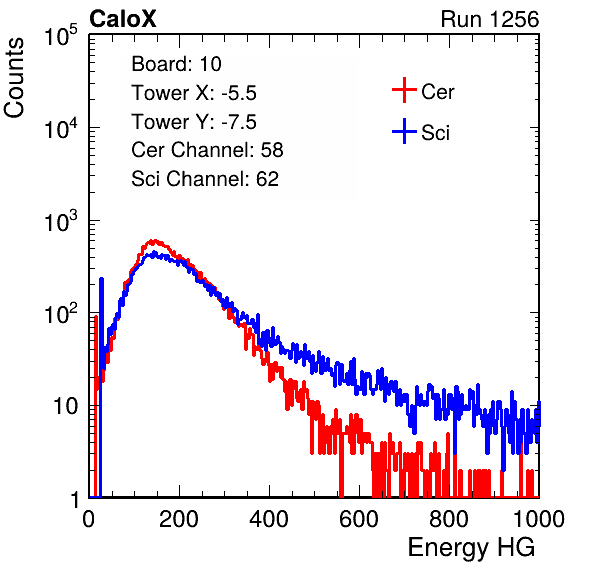 CaloX Run 1256
Counts
Board: 10
Tower X: -5.5
Tower Y: -7.5
Cer Channel: 58
Sci Channel: 62
Cer
Sci
10^5
10^4
10^3
10^2
10
1
0 200 400 600 800 1000
Energy HG